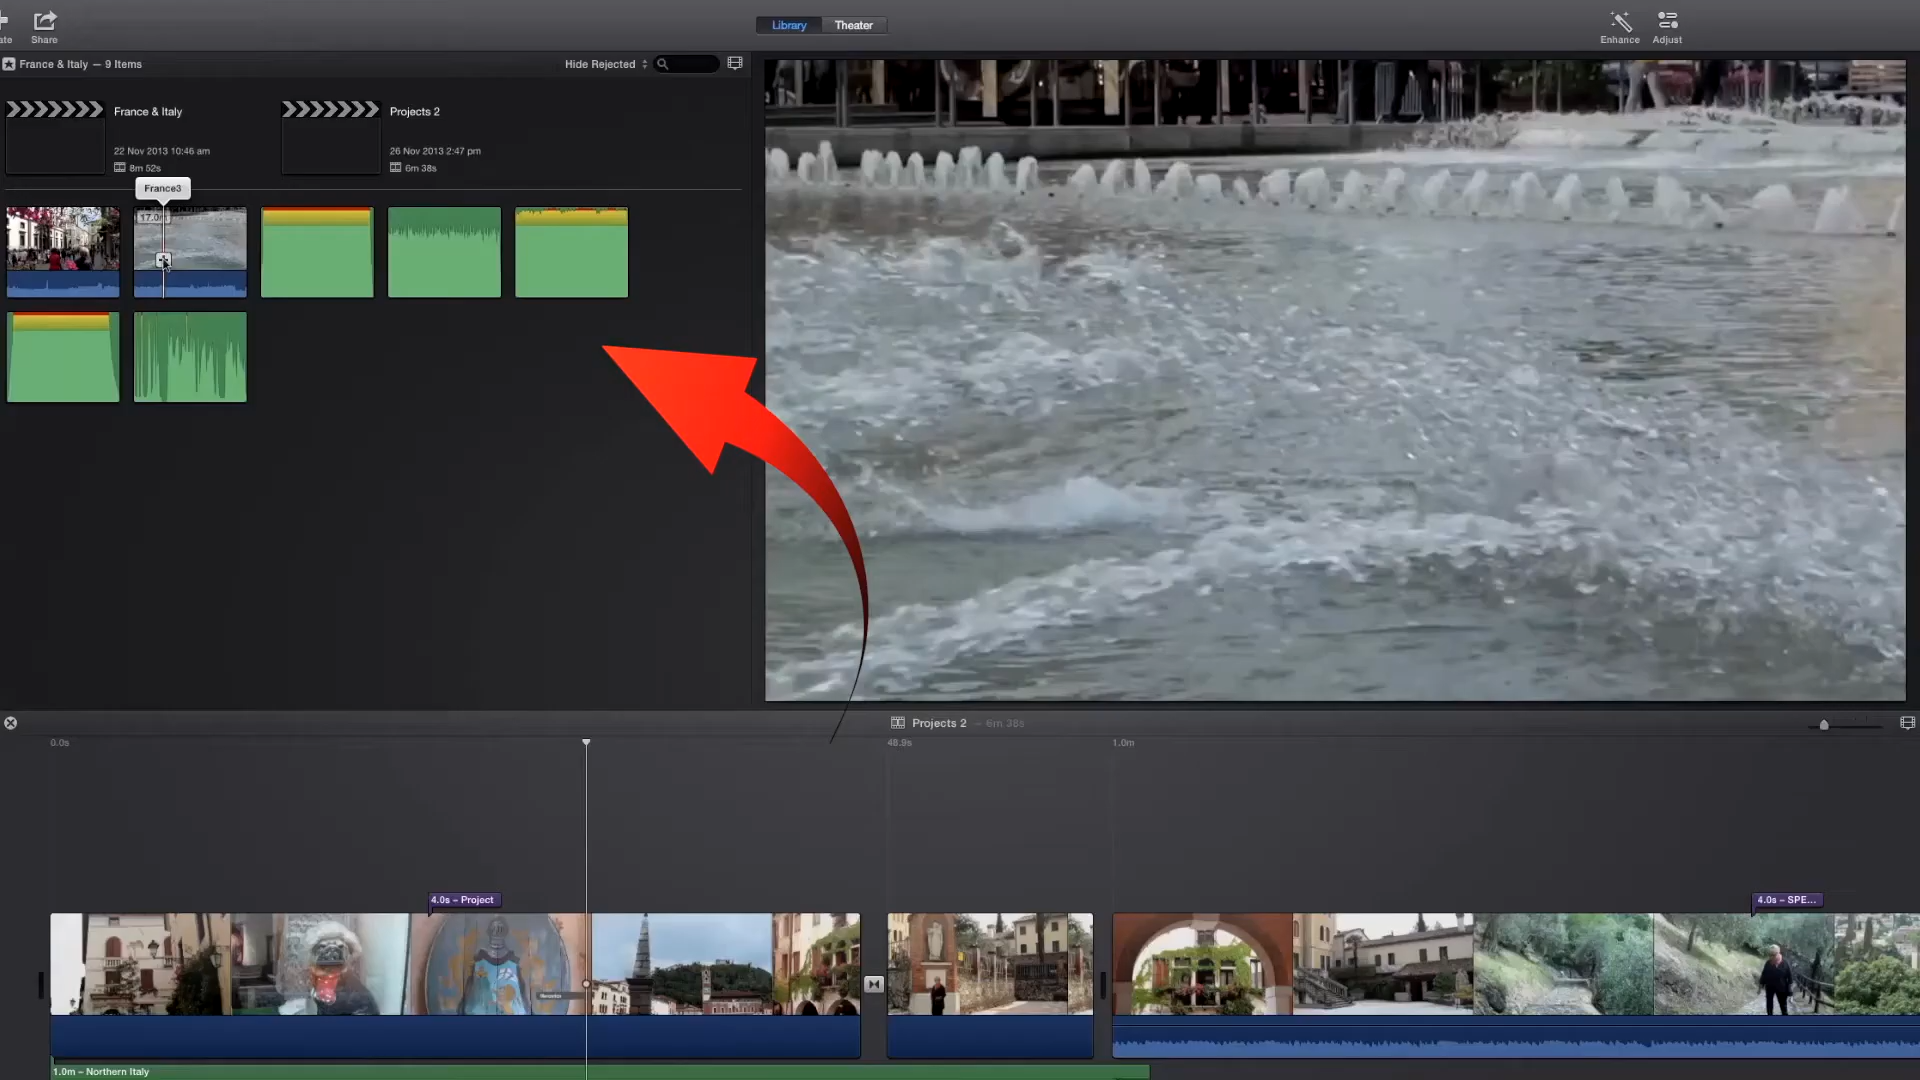 Share
Library
Theater
Enhance
Adjust
France & Italy — 9 Items
Hide Rejected
France & Italy
22 Nov 2013 10:46 am
8m 52s
Projects 2
26 Nov 2013 2:47 pm
6m 38s
France3
Projects 2 — 6m 38s
0.0s
48.9s
1.0m
4.0s – Project
4.0s – SPE...
1.0m – Northern Italy